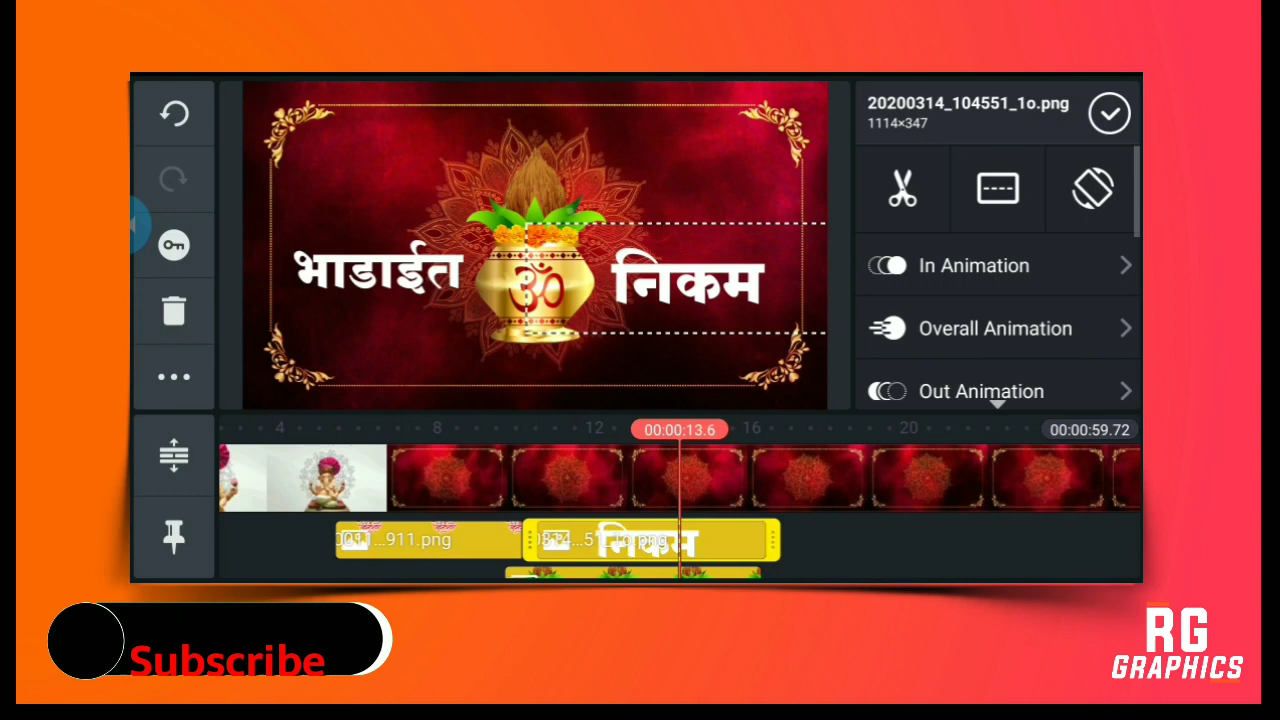 20200314_104551_1o.png
1114×347
भाडाईत
ॐ
निकम
In Animation
Overall Animation
Out Animation
4
8
12
00:00:13.6
16
20
00:00:59.72
911.png
निकम
Subscribe
RG
GRAPHICS